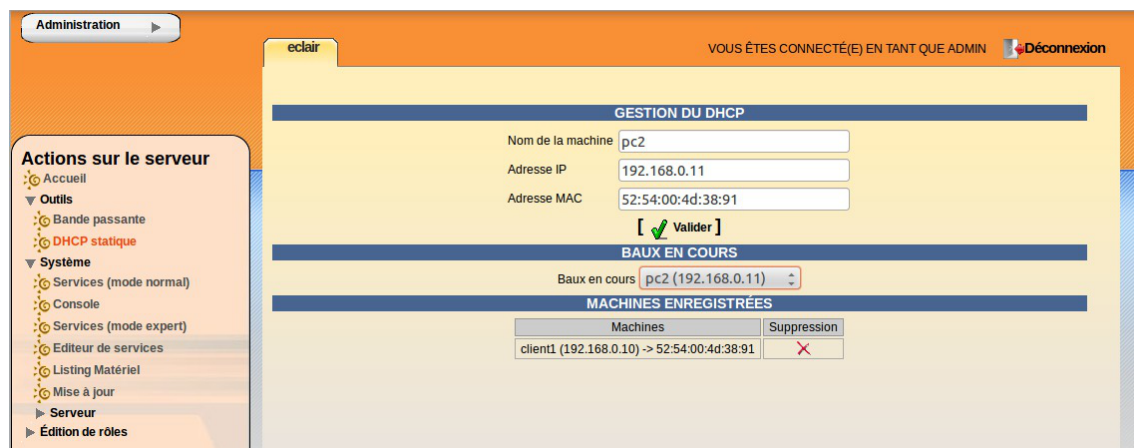 Administration
eclair
VOUS ÊTES CONNECTÉ(E) EN TANT QUE ADMIN
Déconnexion
Actions sur le serveur
Accueil
Outils
Bande passante
DHCP statique
Système
Services (mode normal)
Console
Services (mode expert)
Editeur de services
Listing Matériel
Mise à jour
Serveur
Édition de rôles
GESTION DU DHCP
Nom de la machine pc2
Adresse IP 192.168.0.11
Adresse MAC 52:54:00:4d:38:91
[ Valider ]
BAUX EN COURS
Baux en cours pc2 (192.168.0.11)
MACHINES ENREGISTRÉES
Machines Suppression
client1 (192.168.0.10) -> 52:54:00:4d:38:91